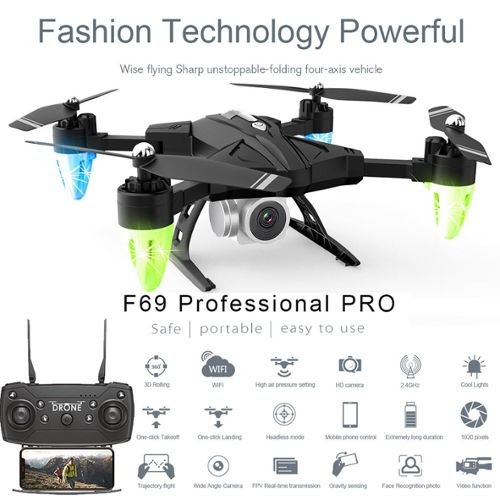 Fashion Technology Powerful
Wise flying Sharp unstoppable-folding four-axis vehicle
F69 Professional PRO
Safe | portable | easy to use
360°
WIFI
3D Rolling
WIFI
High air pressure setting
HD camera
2.4GHz
Cool Lights
DRONE
One-click Takeoff
One-click Landing
Headless mode
Mobile phone control
Extremely long duration
1920 pixels
Trajectory flight
Wide Angle Camera
FPV Real-time transmission
Gravity sensing
Face Recognition photo
Video function